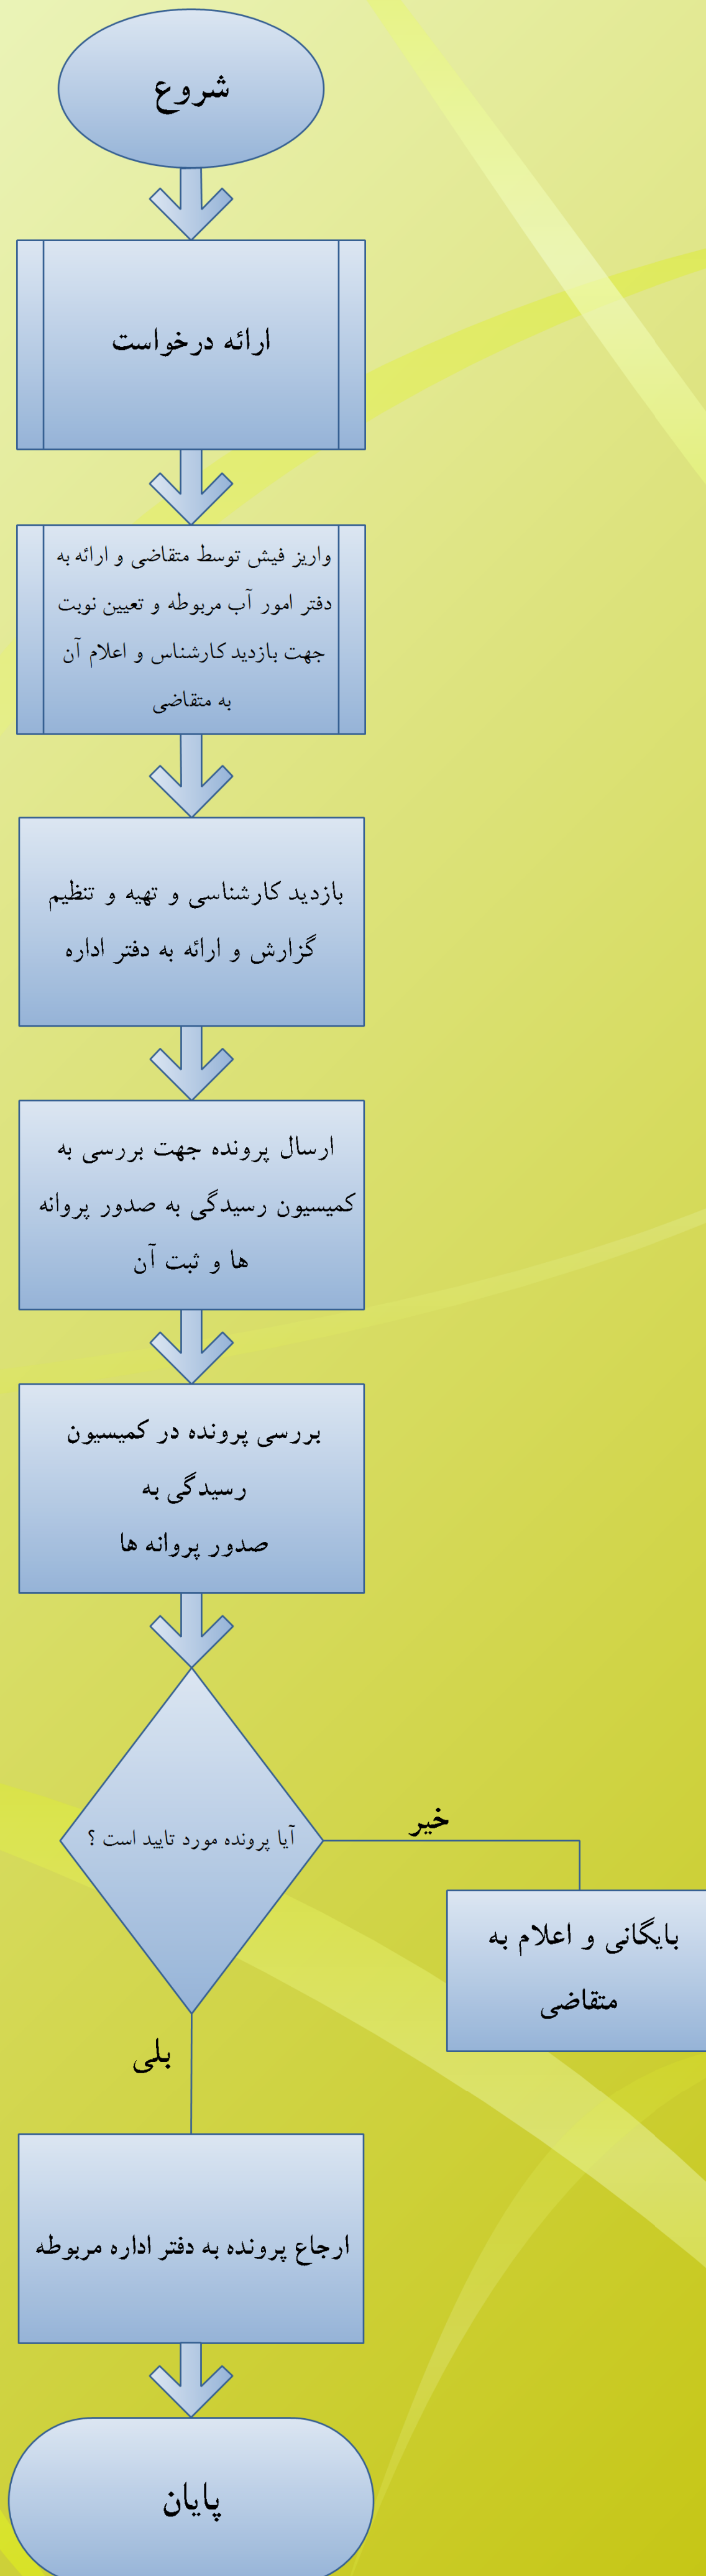 شروع
ارائه درخواست
واریز فیش توسط متقاضی و ارائه به
دفتر امور آب مربوطه و تعیین نوبت
جهت بازدید کارشناس و اعلام آن
به متقاضی
بازدید کارشناسی و تهیه و تنظیم
گزارش و ارائه به دفتر اداره
ارسال پرونده جهت بررسی به
کمیسیون رسیدگی به صدور پروانه
ها و ثبت آن
بررسی پرونده در کمیسیون
رسیدگی به
صدور پروانه ها
آیا پرونده مورد تایید است ؟
خیر
بایگانی و اعلام به
متقاضی
بلی
ارجاع پرونده به دفتر اداره مربوطه
پایان